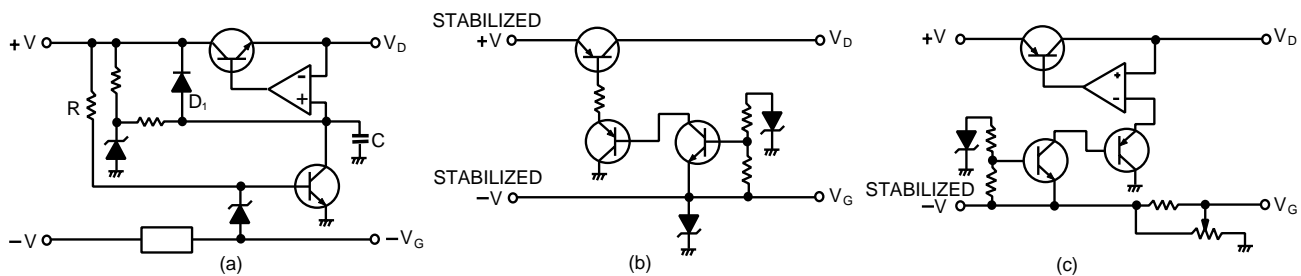 +V
V_D
R
D₁
-
+
C
−V
−V_G
(a)
STABILIZED
+V
V_D
STABILIZED
−V
V_G
(b)
+V
V_D
+
-
STABILIZED
−V
V_G
(c)